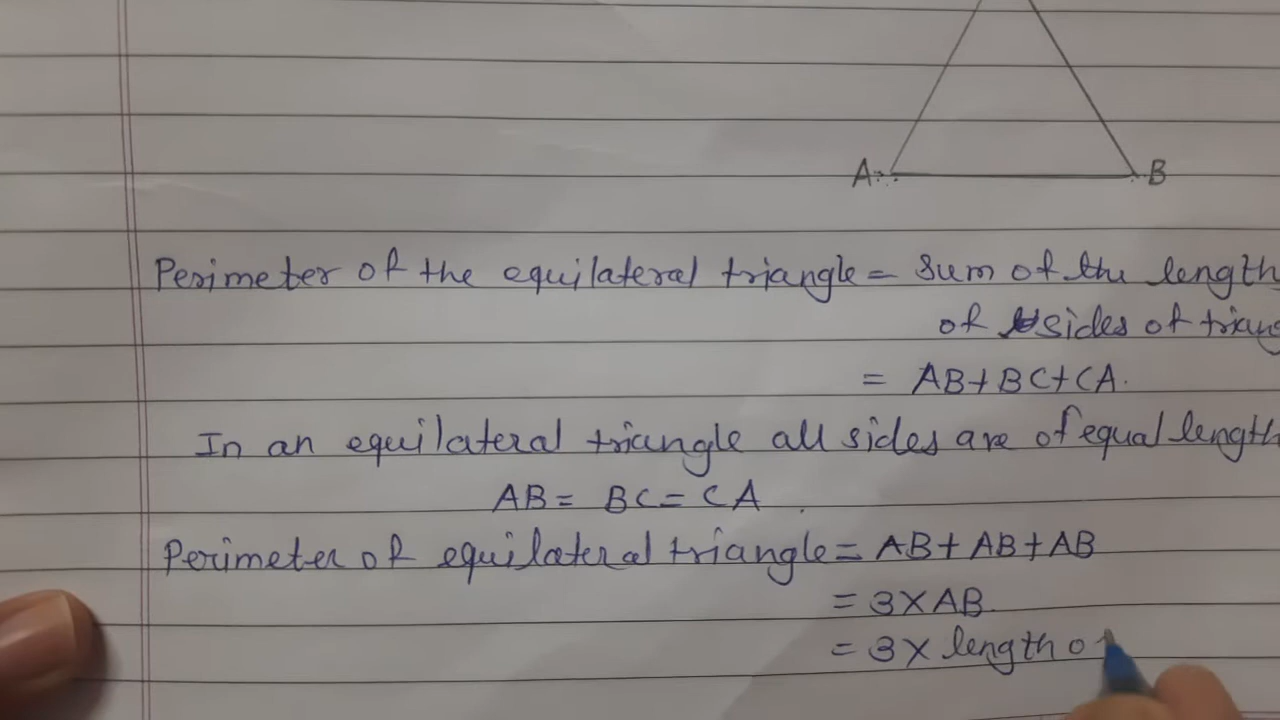 A B
Perimeter of the equilateral triangle = Sum of the length
of sides of triang
= AB+BC+CA.
In an equilateral triangle all sides are of equal length
AB = BC = CA.
Perimeter of equilateral triangle = AB + AB + AB
= 3×AB.
= 3× length of